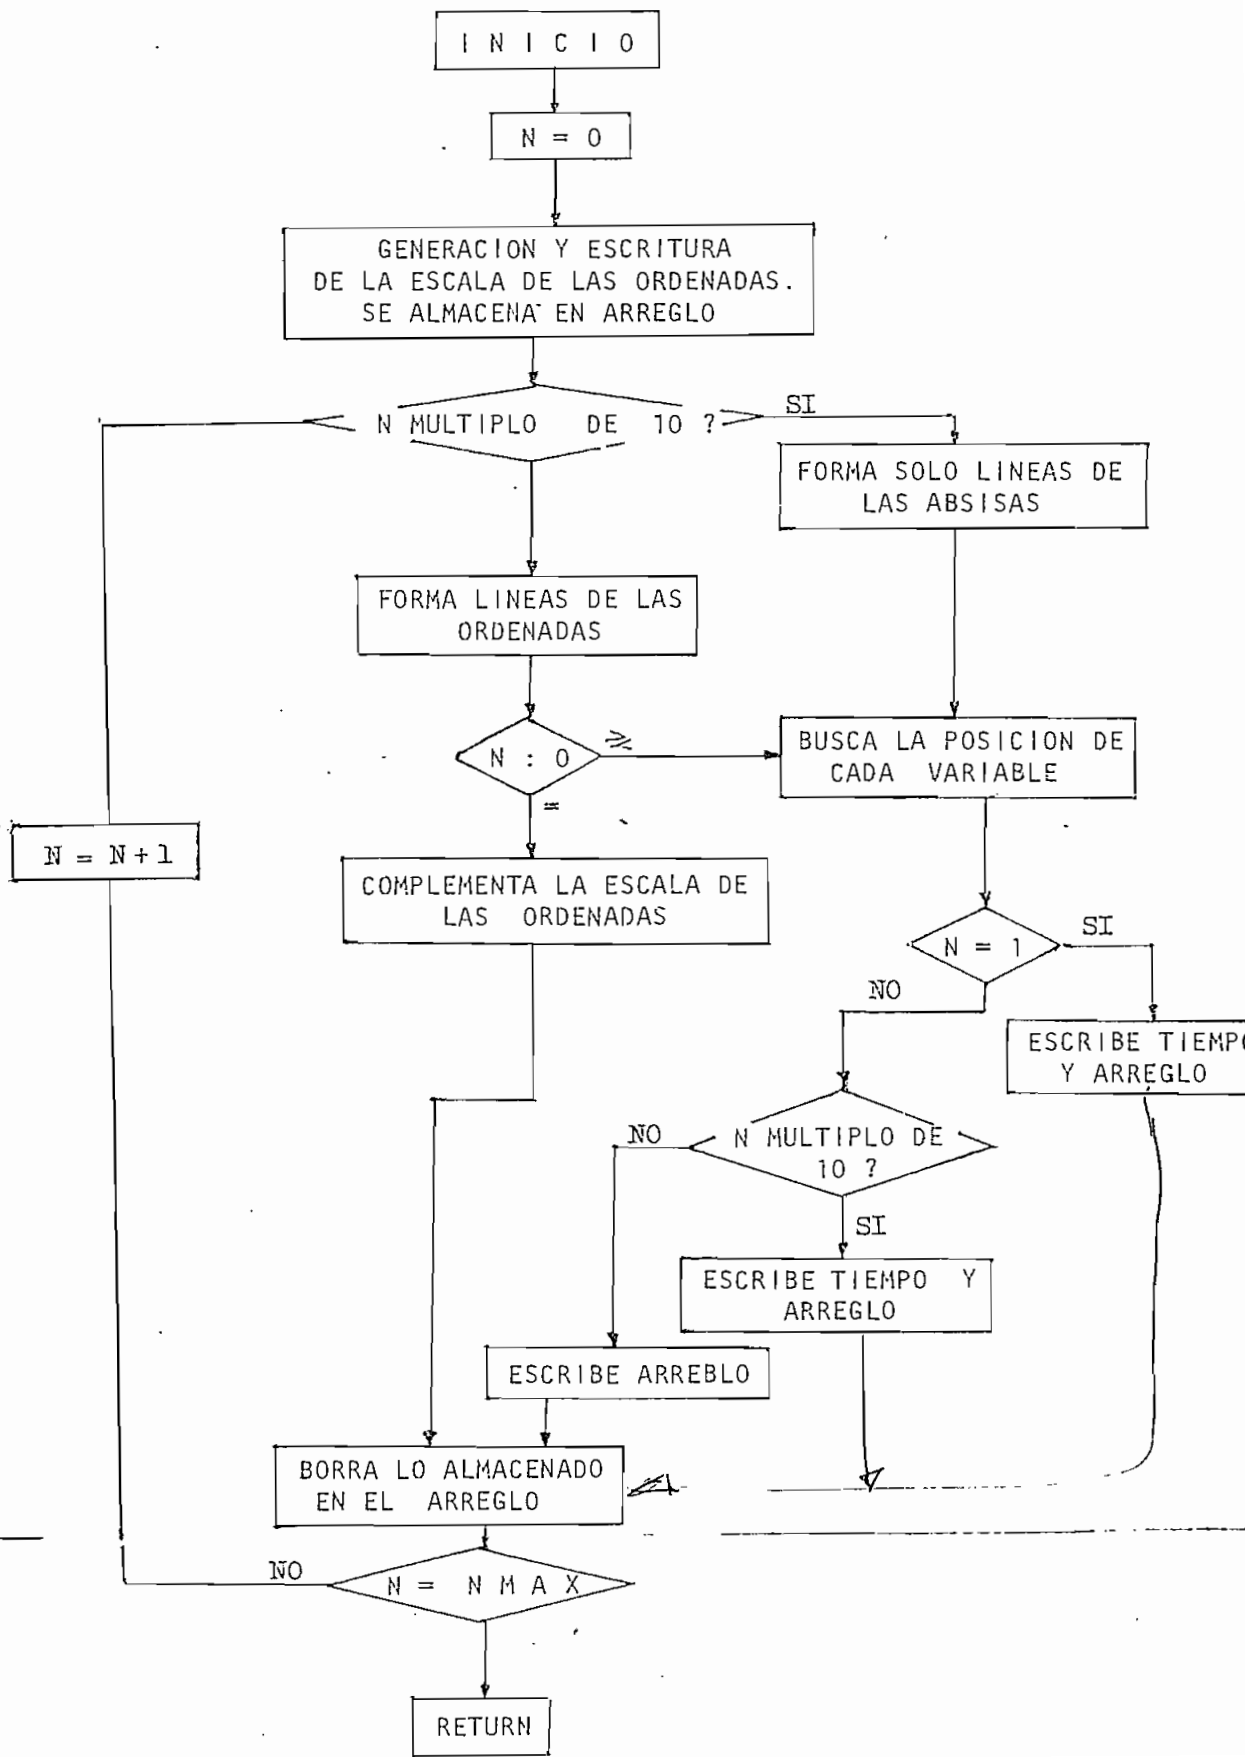 INICIO
N = 0
GENERACION Y ESCRITURA
DE LA ESCALA DE LAS ORDENADAS.
SE ALMACENA EN ARREGLO
N MULTIPLO DE 10 ?
SI
FORMA SOLO LINEAS DE
LAS ABSISAS
FORMA LINEAS DE LAS
ORDENADAS
N : 0
≥
=
BUSCA LA POSICION DE
CADA VARIABLE
N = N+1
COMPLEMENTA LA ESCALA DE
LAS ORDENADAS
N = 1
SI
NO
ESCRIBE TIEMPO
Y ARREGLO
N MULTIPLO DE
10 ?
NO
SI
ESCRIBE TIEMPO Y
ARREGLO
ESCRIBE ARREBLO
BORRA LO ALMACENADO
EN EL ARREGLO
NO
N = N M A X
RETURN